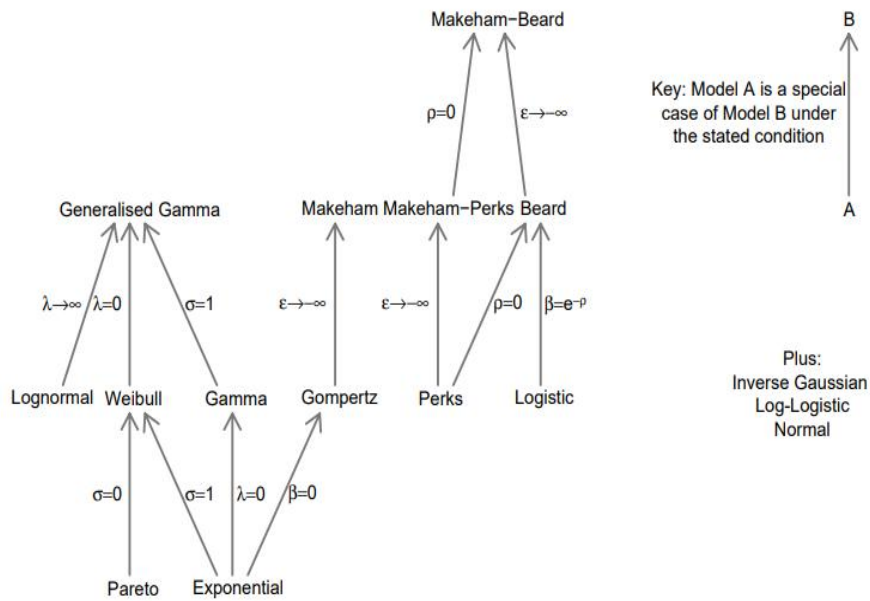 Makeham−Beard
B
ρ=0
ε→−∞
Key: Model A is a special
case of Model B under
the stated condition
Generalised Gamma
Makeham
Makeham−Perks
Beard
A
λ→∞
λ=0
σ=1
ε→−∞
ε→−∞
ρ=0
β=e⁻ᵖ
Plus:
Inverse Gaussian
Log-Logistic
Normal
Lognormal
Weibull
Gamma
Gompertz
Perks
Logistic
σ=0
σ=1
λ=0
β=0
Pareto
Exponential